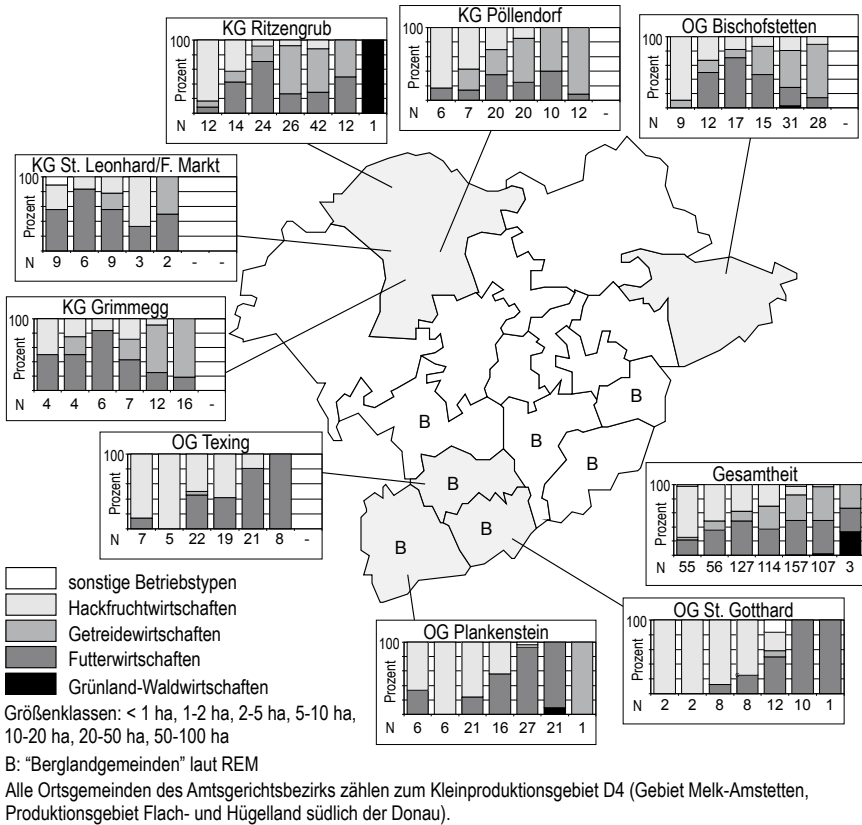 KG Ritzengrub
100
Prozent
N 12 14 24 26 42 12 1
KG Pöllendorf
100
Prozent
N 6 7 20 20 10 12 -
OG Bischofstetten
100
Prozent
N 9 12 17 15 31 28 -
KG St. Leonhard/F. Markt
100
Prozent
N 9 6 9 3 2 - -
KG Grimmegg
100
Prozent
N 4 4 6 7 12 16 -
OG Texing
100
Prozent
N 7 5 22 19 21 8 -
B
B
B
B
B
B
B
Gesamtheit
100
Prozent
N 55 56 127 114 157 107 3
OG Plankenstein
100
Prozent
N 6 6 21 16 27 21 1
OG St. Gotthard
100
Prozent
N 2 2 8 8 12 10 1
sonstige Betriebstypen
Hackfruchtwirtschaften
Getreidewirtschaften
Futterwirtschaften
Grünland-Waldwirtschaften
Größenklassen: < 1 ha, 1-2 ha, 2-5 ha, 5-10 ha,
10-20 ha, 20-50 ha, 50-100 ha
B: “Berglandgemeinden” laut REM
Alle Ortsgemeinden des Amtsgerichtsbezirks zählen zum Kleinproduktionsgebiet D4 (Gebiet Melk-Amstetten,
Produktionsgebiet Flach- und Hügelland südlich der Donau).